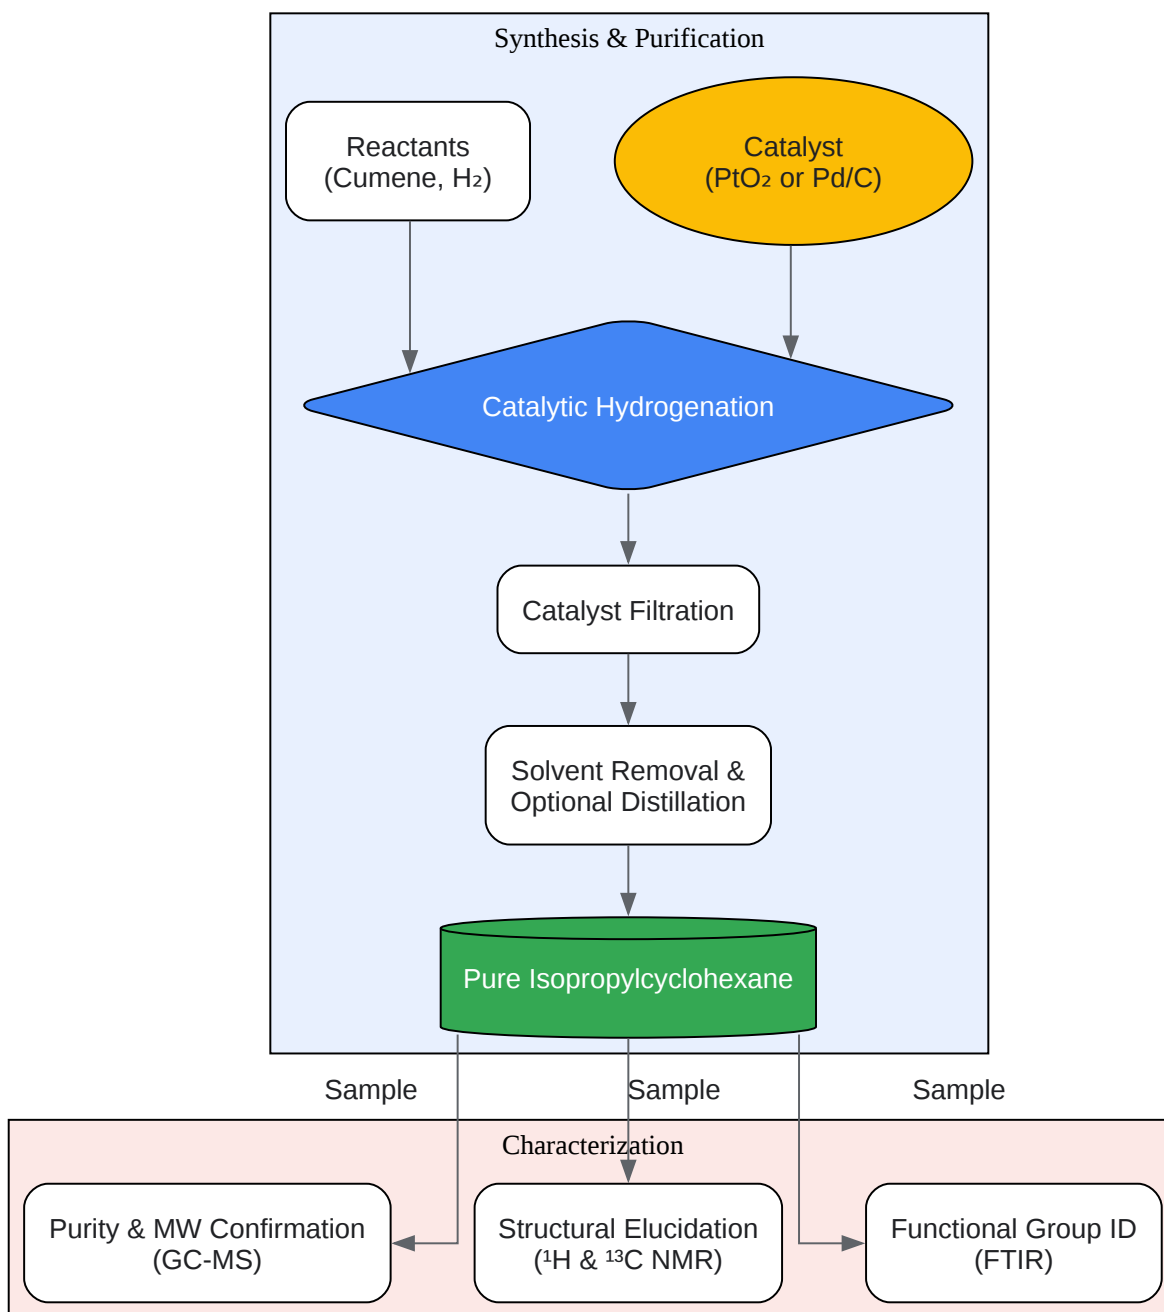 Synthesis & Purification
Reactants
(Cumene, H₂)
Catalyst
(PtO₂ or Pd/C)
Catalytic Hydrogenation
Catalyst Filtration
Solvent Removal &
Optional Distillation
Pure Isopropylcyclohexane
Sample
Sample
Sample
Characterization
Purity & MW Confirmation
(GC-MS)
Structural Elucidation
(¹H & ¹³C NMR)
Functional Group ID
(FTIR)